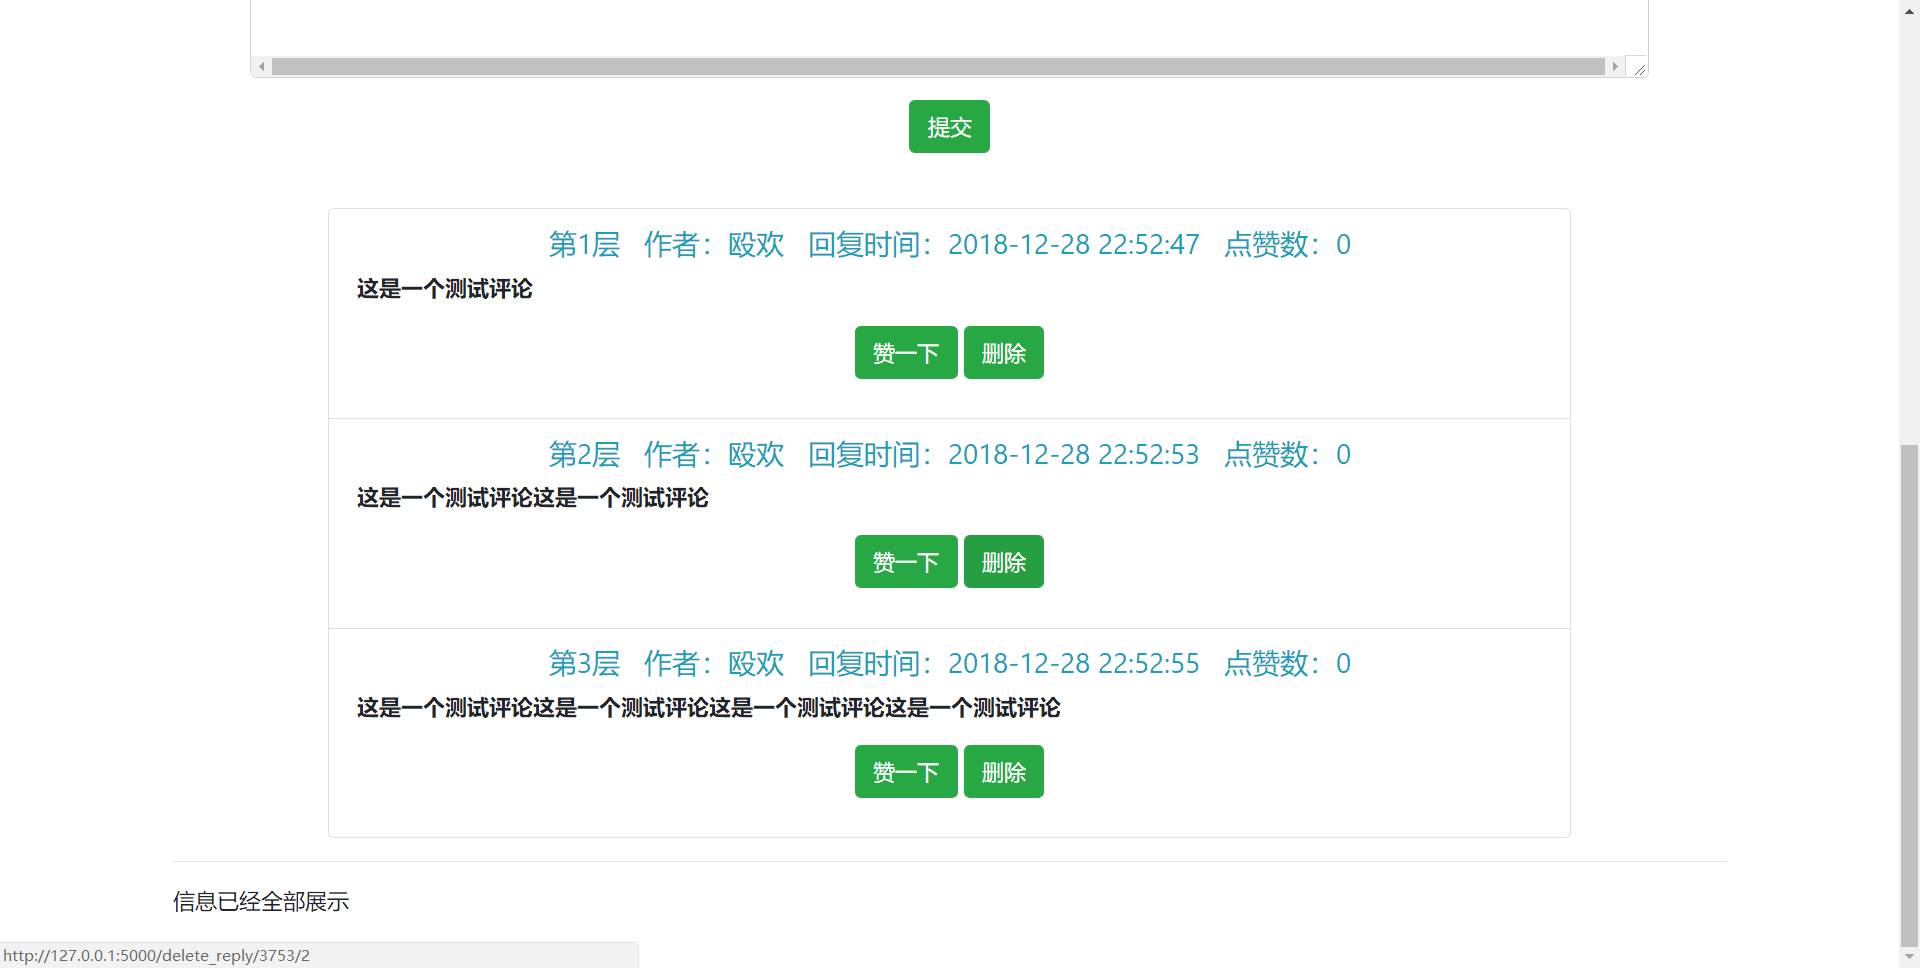 提交
第1层 作者：殴欢 回复时间：2018-12-28 22:52:47 点赞数：0
这是一个测试评论
赞一下 删除
第2层 作者：殴欢 回复时间：2018-12-28 22:52:53 点赞数：0
这是一个测试评论这是一个测试评论
赞一下 删除
第3层 作者：殴欢 回复时间：2018-12-28 22:52:55 点赞数：0
这是一个测试评论这是一个测试评论这是一个测试评论这是一个测试评论
赞一下 删除
信息已经全部展示
http://127.0.0.1:5000/delete_reply/3753/2